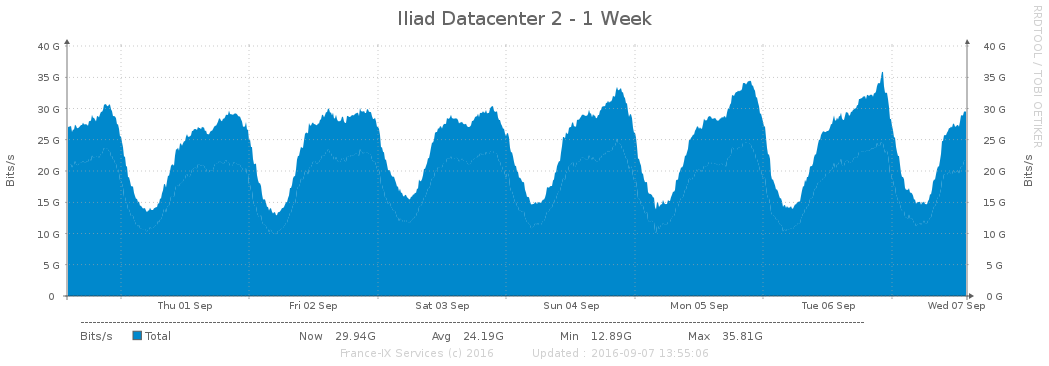 Iliad Datacenter 2 - 1 Week
RRDTOOL / TOBI OETIKER
40 G 40 G
35 G 35 G
30 G 30 G
25 G 25 G
20 G 20 G
15 G 15 G
10 G 10 G
5 G 5 G
0 0 G
Bits/s
Bits/s
Thu 01 Sep Fri 02 Sep Sat 03 Sep Sun 04 Sep Mon 05 Sep Tue 06 Sep Wed 07 Sep
Bits/s Total Now 29.94G Avg 24.19G Min 12.89G Max 35.81G
France-IX Services (c) 2016 Updated : 2016-09-07 13:55:06